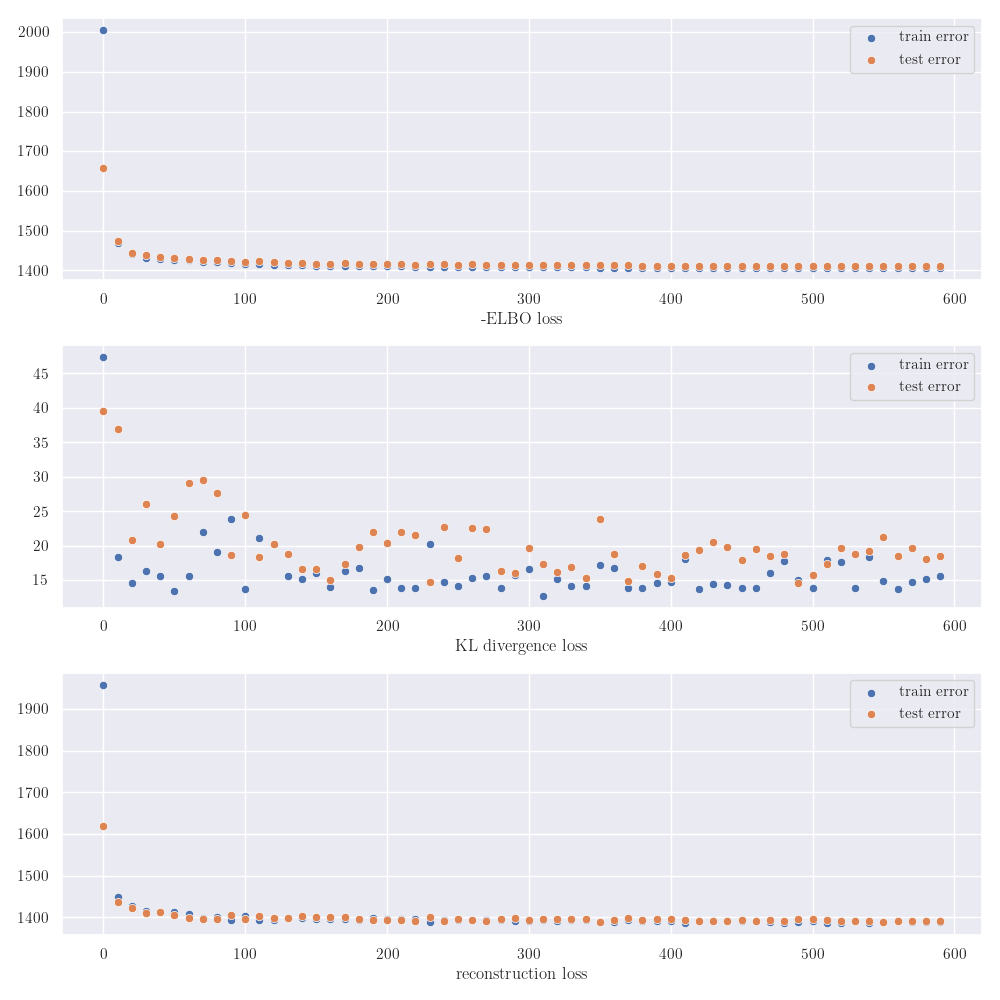 2000
1900
1800
1700
1600
1500
1400
train error
test error
0 100 200 300 400 500 600
-ELBO loss
45
40
35
30
25
20
15
train error
test error
0 100 200 300 400 500 600
KL divergence loss
1900
1800
1700
1600
1500
1400
train error
test error
0 100 200 300 400 500 600
reconstruction loss